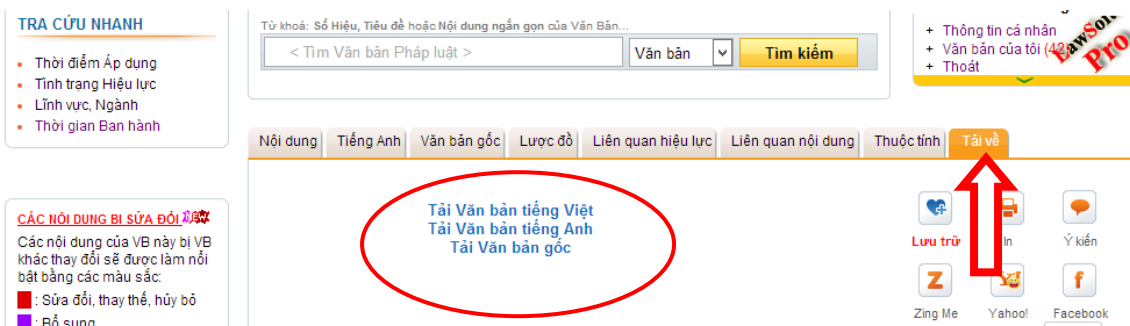 TRA CỨU NHANH
Thời điểm Áp dụng
Tình trạng Hiệu lực
Lĩnh vực, Ngành
Thời gian Ban hành
Từ khoá: Số Hiệu, Tiêu đề hoặc Nội dung ngắn gọn của Văn Bản...
< Tìm Văn bản Pháp luật >
Văn bản
Tìm kiếm
+ Thông tin cá nhân
+ Văn bản của tôi (42)
+ Thoát
LawSoft
Pro
Nội dung Tiếng Anh Văn bản gốc Lược đồ Liên quan hiệu lực Liên quan nội dung Thuộc tính Tải về
CÁC NỘI DUNG BỊ SỬA ĐỔI
Các nội dung của VB này bị VB
khác thay đổi sẽ được làm nổi
bật bằng các màu sắc:
: Sửa đổi, thay thế, hủy bỏ
: Bổ sung
Tải Văn bản tiếng Việt
Tải Văn bản tiếng Anh
Tải Văn bản gốc
Lưu trữ In Ý kiến
Zing Me Yahoo! Facebook